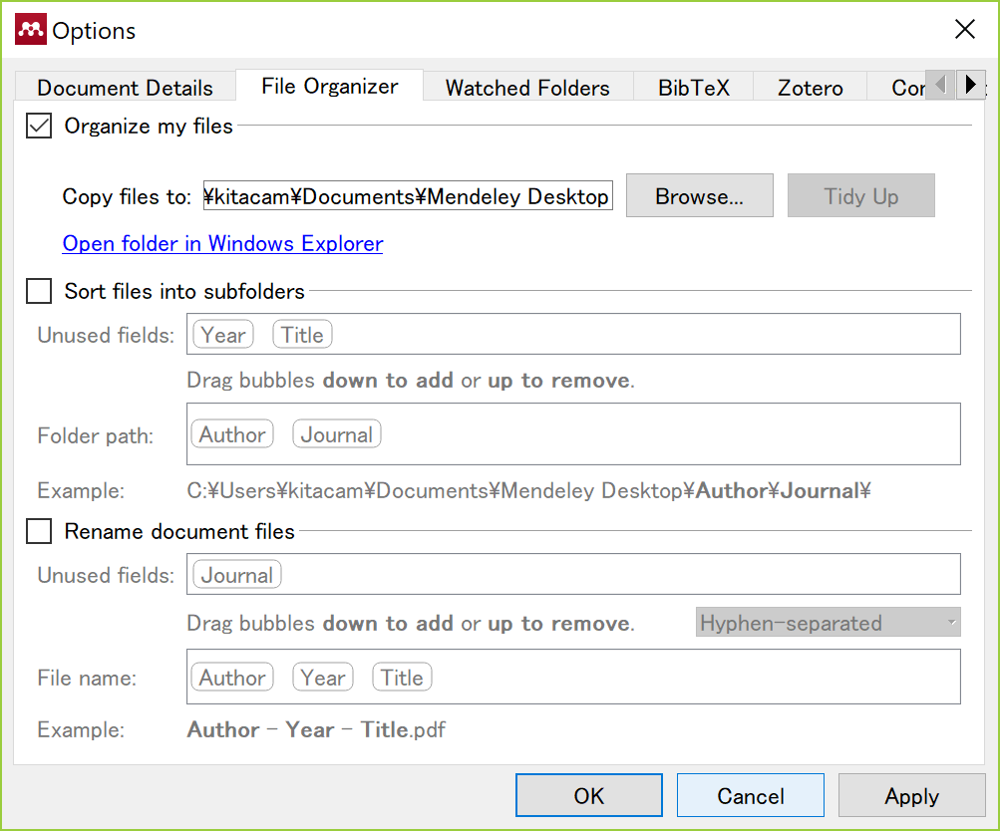 Options
Document Details File Organizer Watched Folders BibTeX Zotero
Organize my files
Copy files to: ¥kitacam¥Documents¥Mendeley Desktop Browse... Tidy Up
Open folder in Windows Explorer
Sort files into subfolders
Unused fields: Year Title
Drag bubbles down to add or up to remove.
Folder path: Author Journal
Example: C:¥Users¥kitacam¥Documents¥Mendeley Desktop¥Author¥Journal¥
Rename document files
Unused fields: Journal
Drag bubbles down to add or up to remove. Hyphen-separated
File name: Author Year Title
Example: Author - Year - Title.pdf
OK Cancel Apply